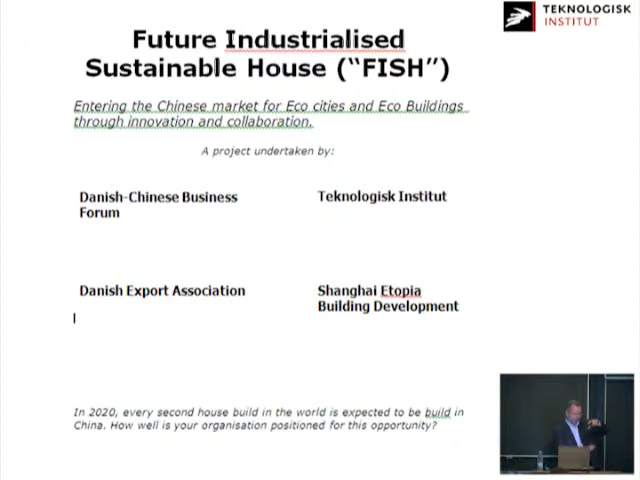 TEKNOLOGISK
INSTITUT
Future Industrialised
Sustainable House (“FISH”)
Entering the Chinese market for Eco cities and Eco Buildings
through innovation and collaboration.
A project undertaken by:
Danish-Chinese Business
Forum
Teknologisk Institut
Danish Export Association
Shanghai Etopia
Building Development
In 2020, every second house build in the world is expected to be build in
China. How well is your organisation positioned for this opportunity?